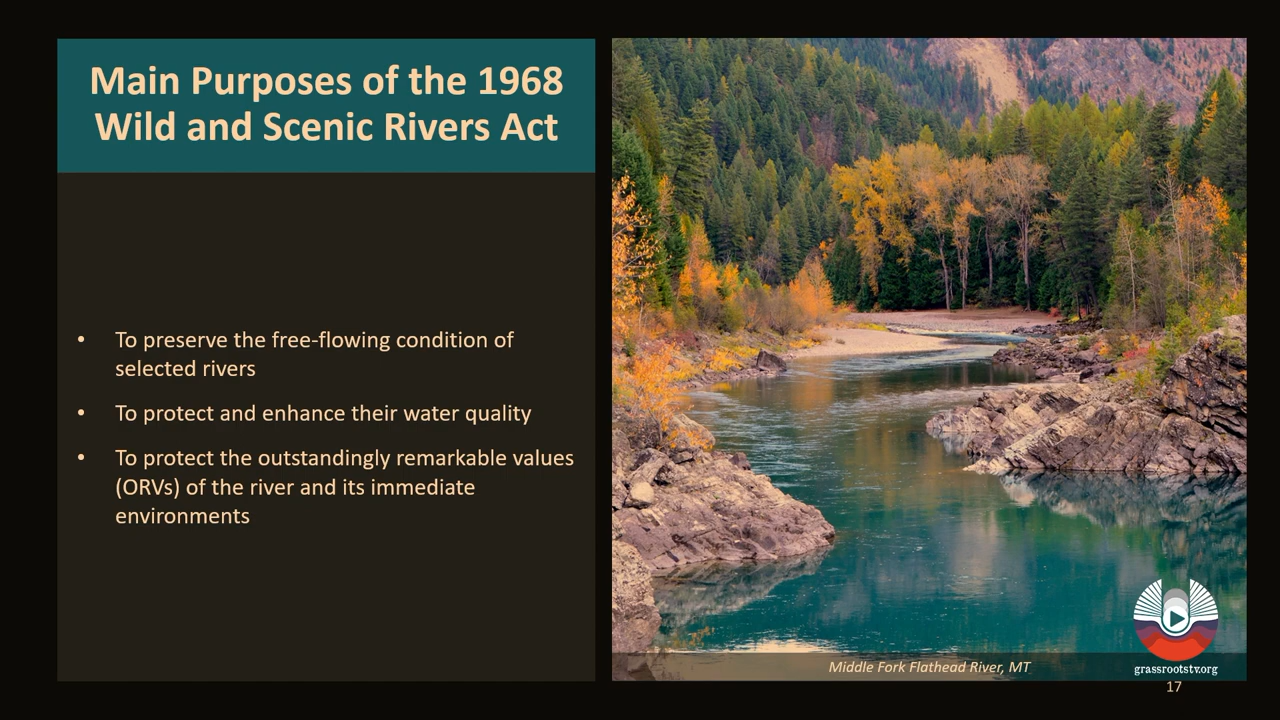 Main Purposes of the 1968
Wild and Scenic Rivers Act
• To preserve the free-flowing condition of
selected rivers
• To protect and enhance their water quality
• To protect the outstandingly remarkable values
(ORVs) of the river and its immediate
environments
Middle Fork Flathead River, MT
grassrootstv.org
17